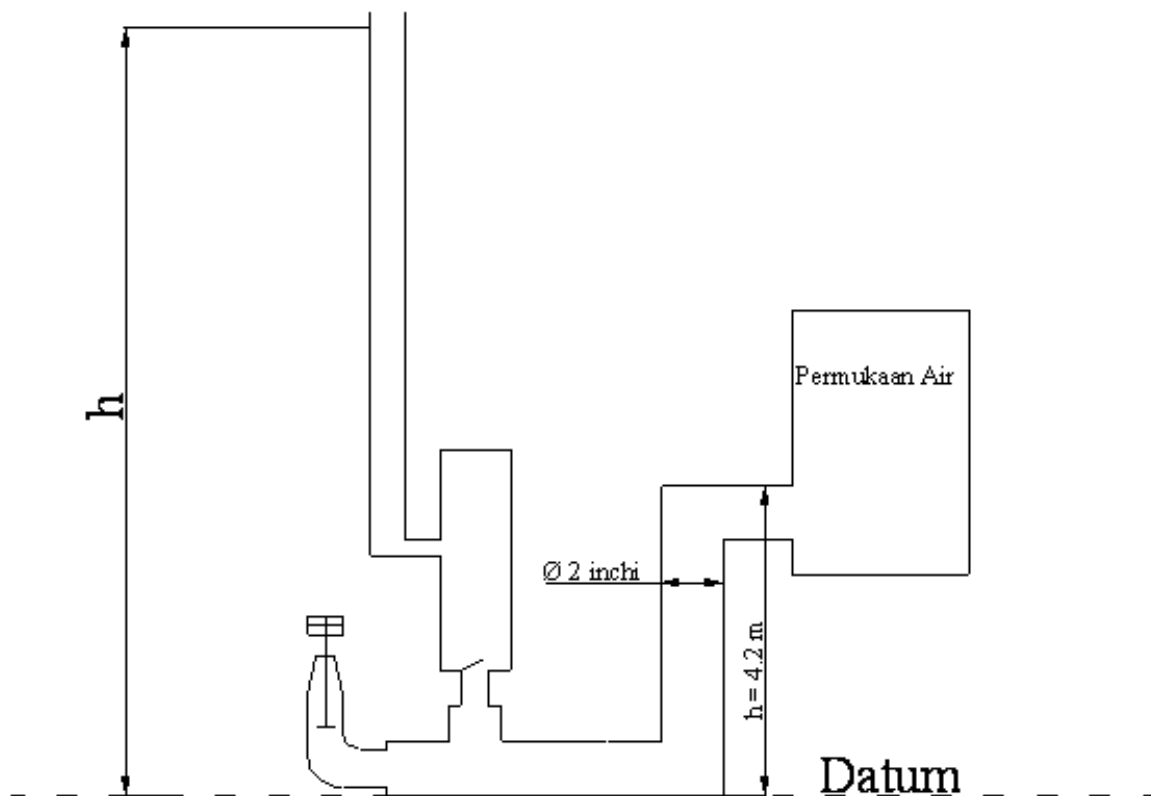 h
Permukaan Air
Ø 2 inchi
h = 4.2 m
Datum